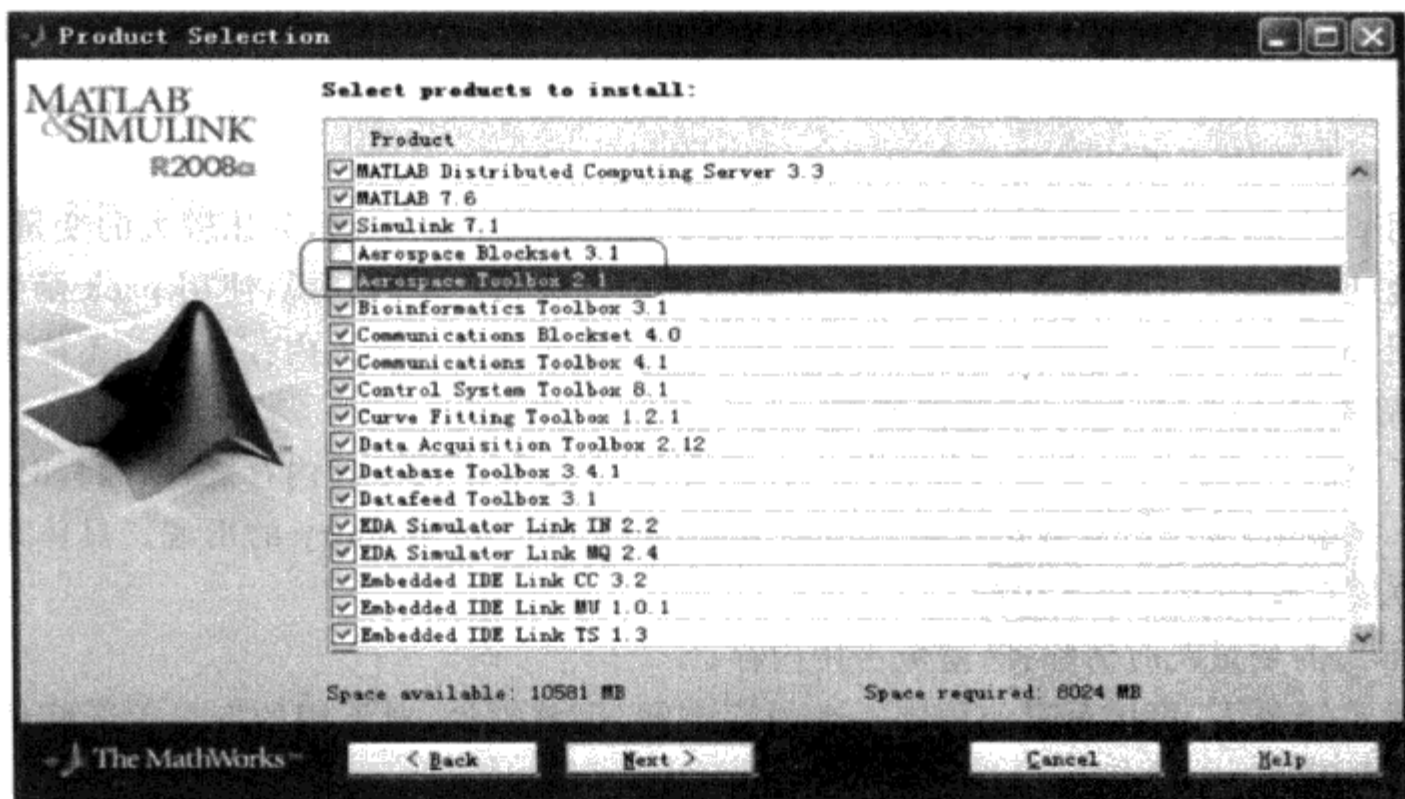 Product Selection
MATLAB
&SIMULINK
R2008a
Select products to install:
Product
MATLAB Distributed Computing Server 3.3
MATLAB 7.6
Simulink 7.1
Aerospace Blockset 3.1
Aerospace Toolbox 2.1
Bioinformatics Toolbox 3.1
Communications Blockset 4.0
Communications Toolbox 4.1
Control System Toolbox 8.1
Curve Fitting Toolbox 1.2.1
Data Acquisition Toolbox 2.12
Database Toolbox 3.4.1
Datafeed Toolbox 3.1
EDA Simulator Link IN 2.2
EDA Simulator Link MQ 2.4
Embedded IDE Link CC 3.2
Embedded IDE Link MU 1.0.1
Embedded IDE Link TS 1.3
Space available: 10581 MB Space required: 8024 MB
The MathWorks™ < Back Next > Cancel Help